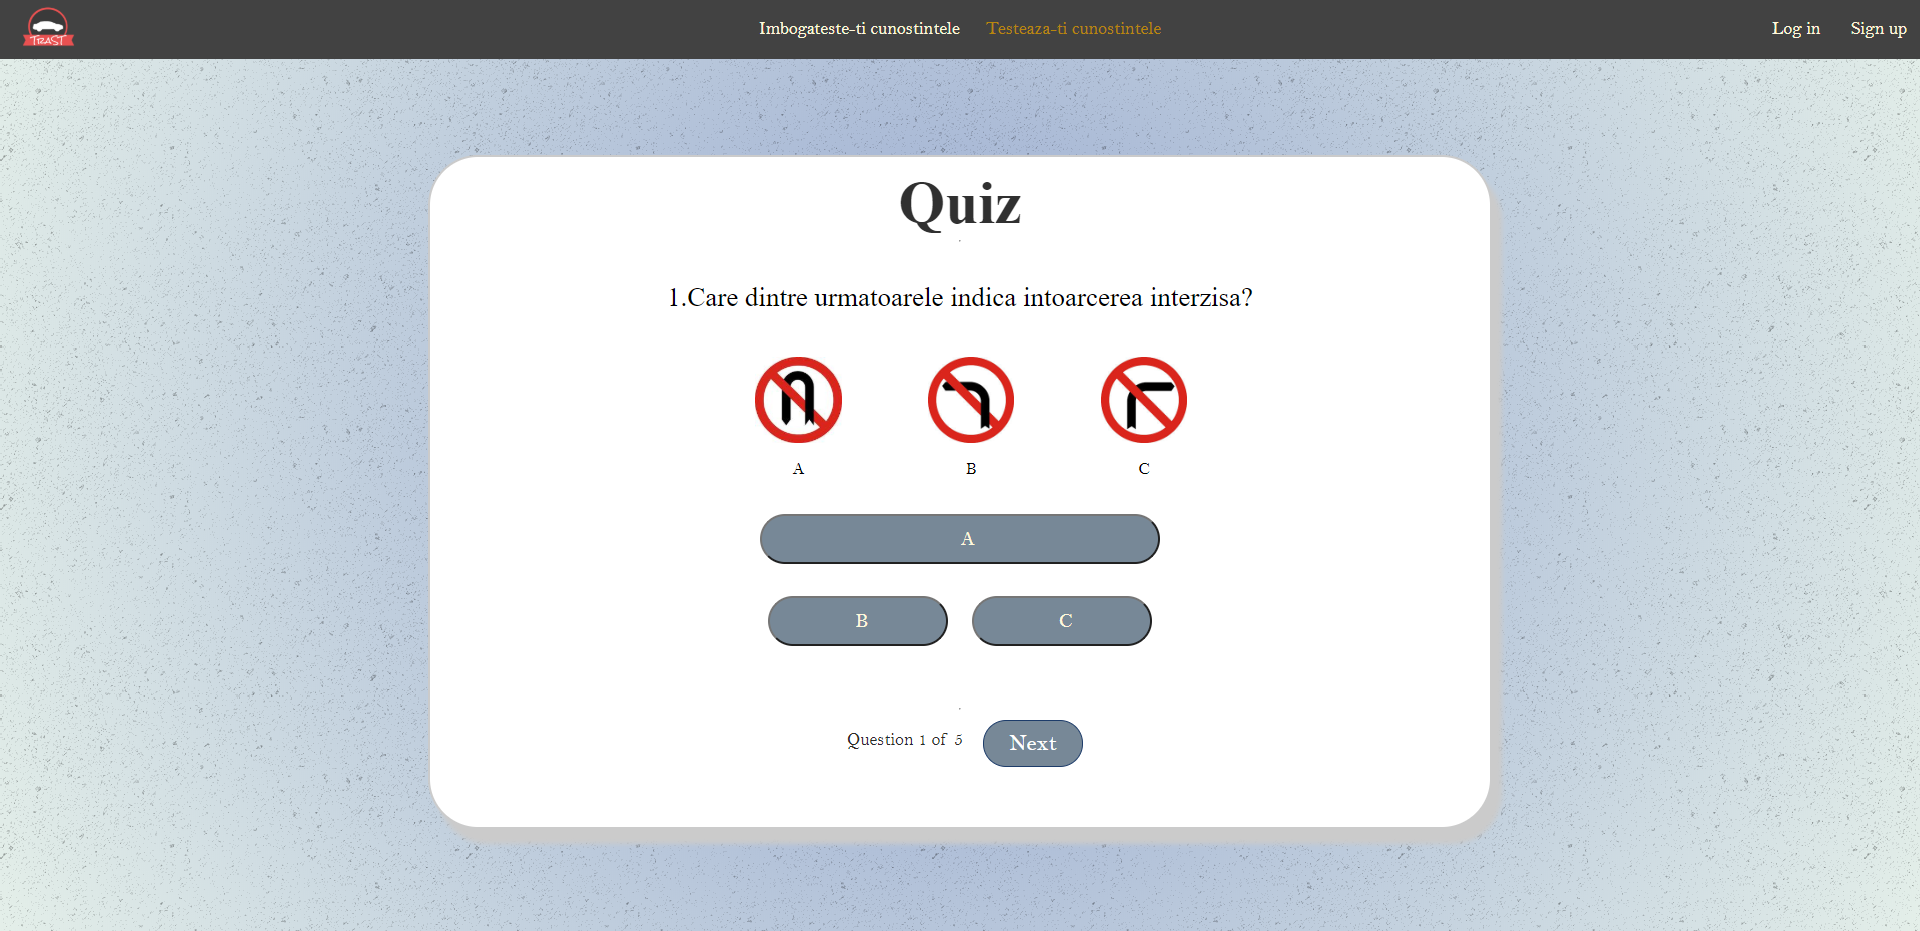 TRAST
Imbogateste-ti cunostintele
Testeaza-ti cunostintele
Log in
Sign up
Quiz
1.Care dintre urmatoarele indica intoarcerea interzisa?
A
B
C
A
B
C
Question 1 of 5
Next